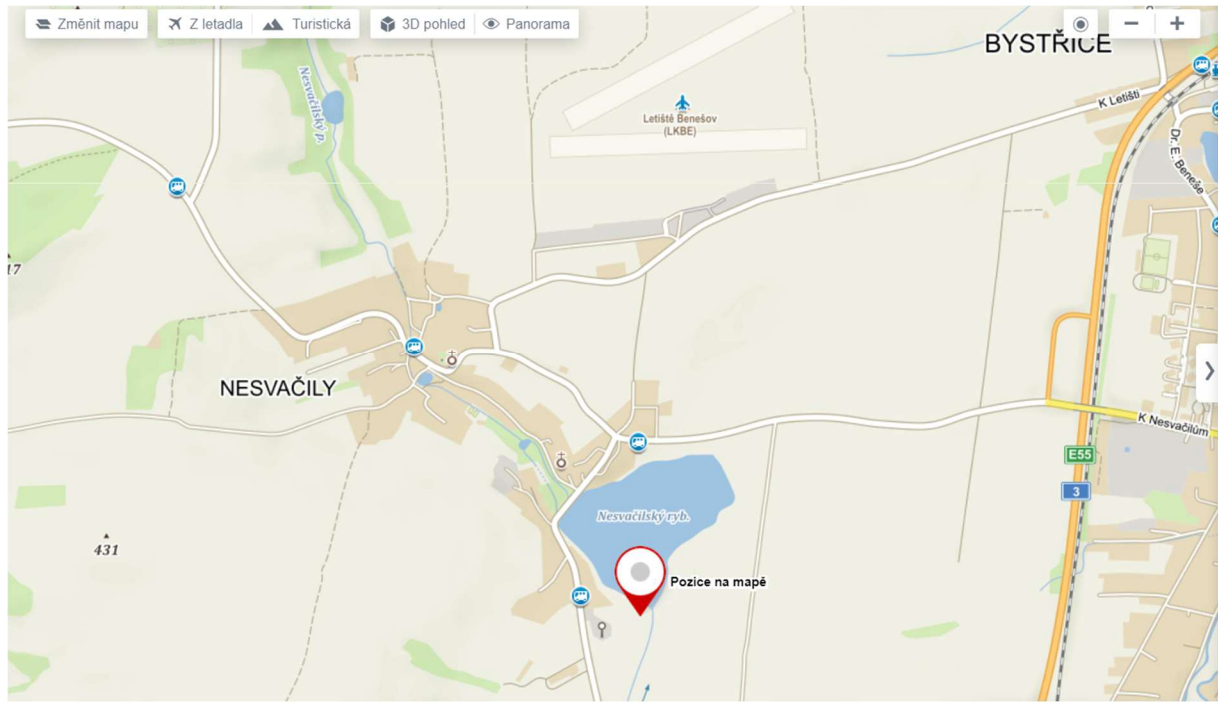 Změnit mapu Z letadla Turistická 3D pohled Panorama
BYSTŘICE
Nesvačilský p.
K Letišti
Letiště Benešov
(LKBE)
Dr. E. Beneše
17
NESVAČILY
K Nesvačilům
E55
3
Nesvačilský ryb.
431
Pozice na mapě